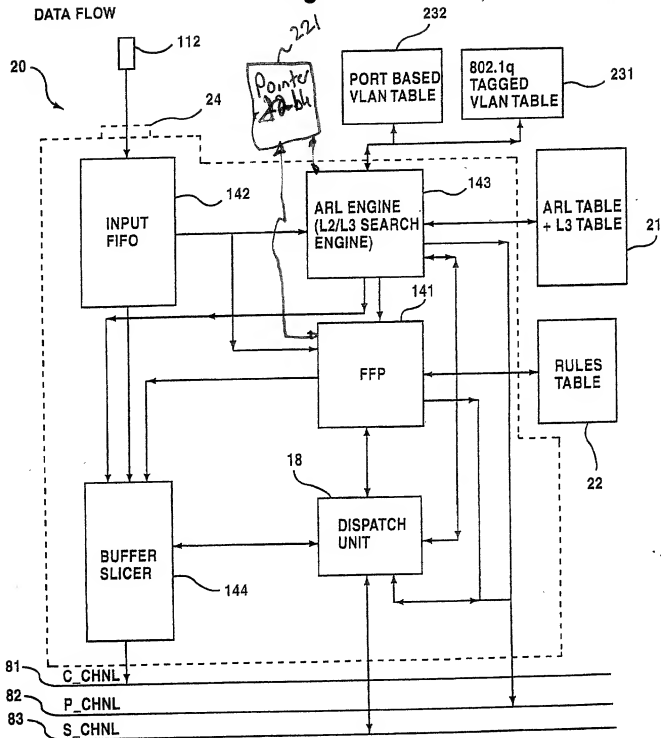 DATA FLOW
112
20
24
221
Pointer
Table
232
PORT BASED
VLAN TABLE
802.1q
TAGGED
VLAN TABLE
231
142
INPUT
FIFO
143
ARL ENGINE
(L2/L3 SEARCH
ENGINE)
ARL TABLE
+ L3 TABLE
21
141
FFP
RULES
TABLE
22
18
DISPATCH
UNIT
BUFFER
SLICER
144
81
C_CHNL
82
P_CHNL
83
S_CHNL